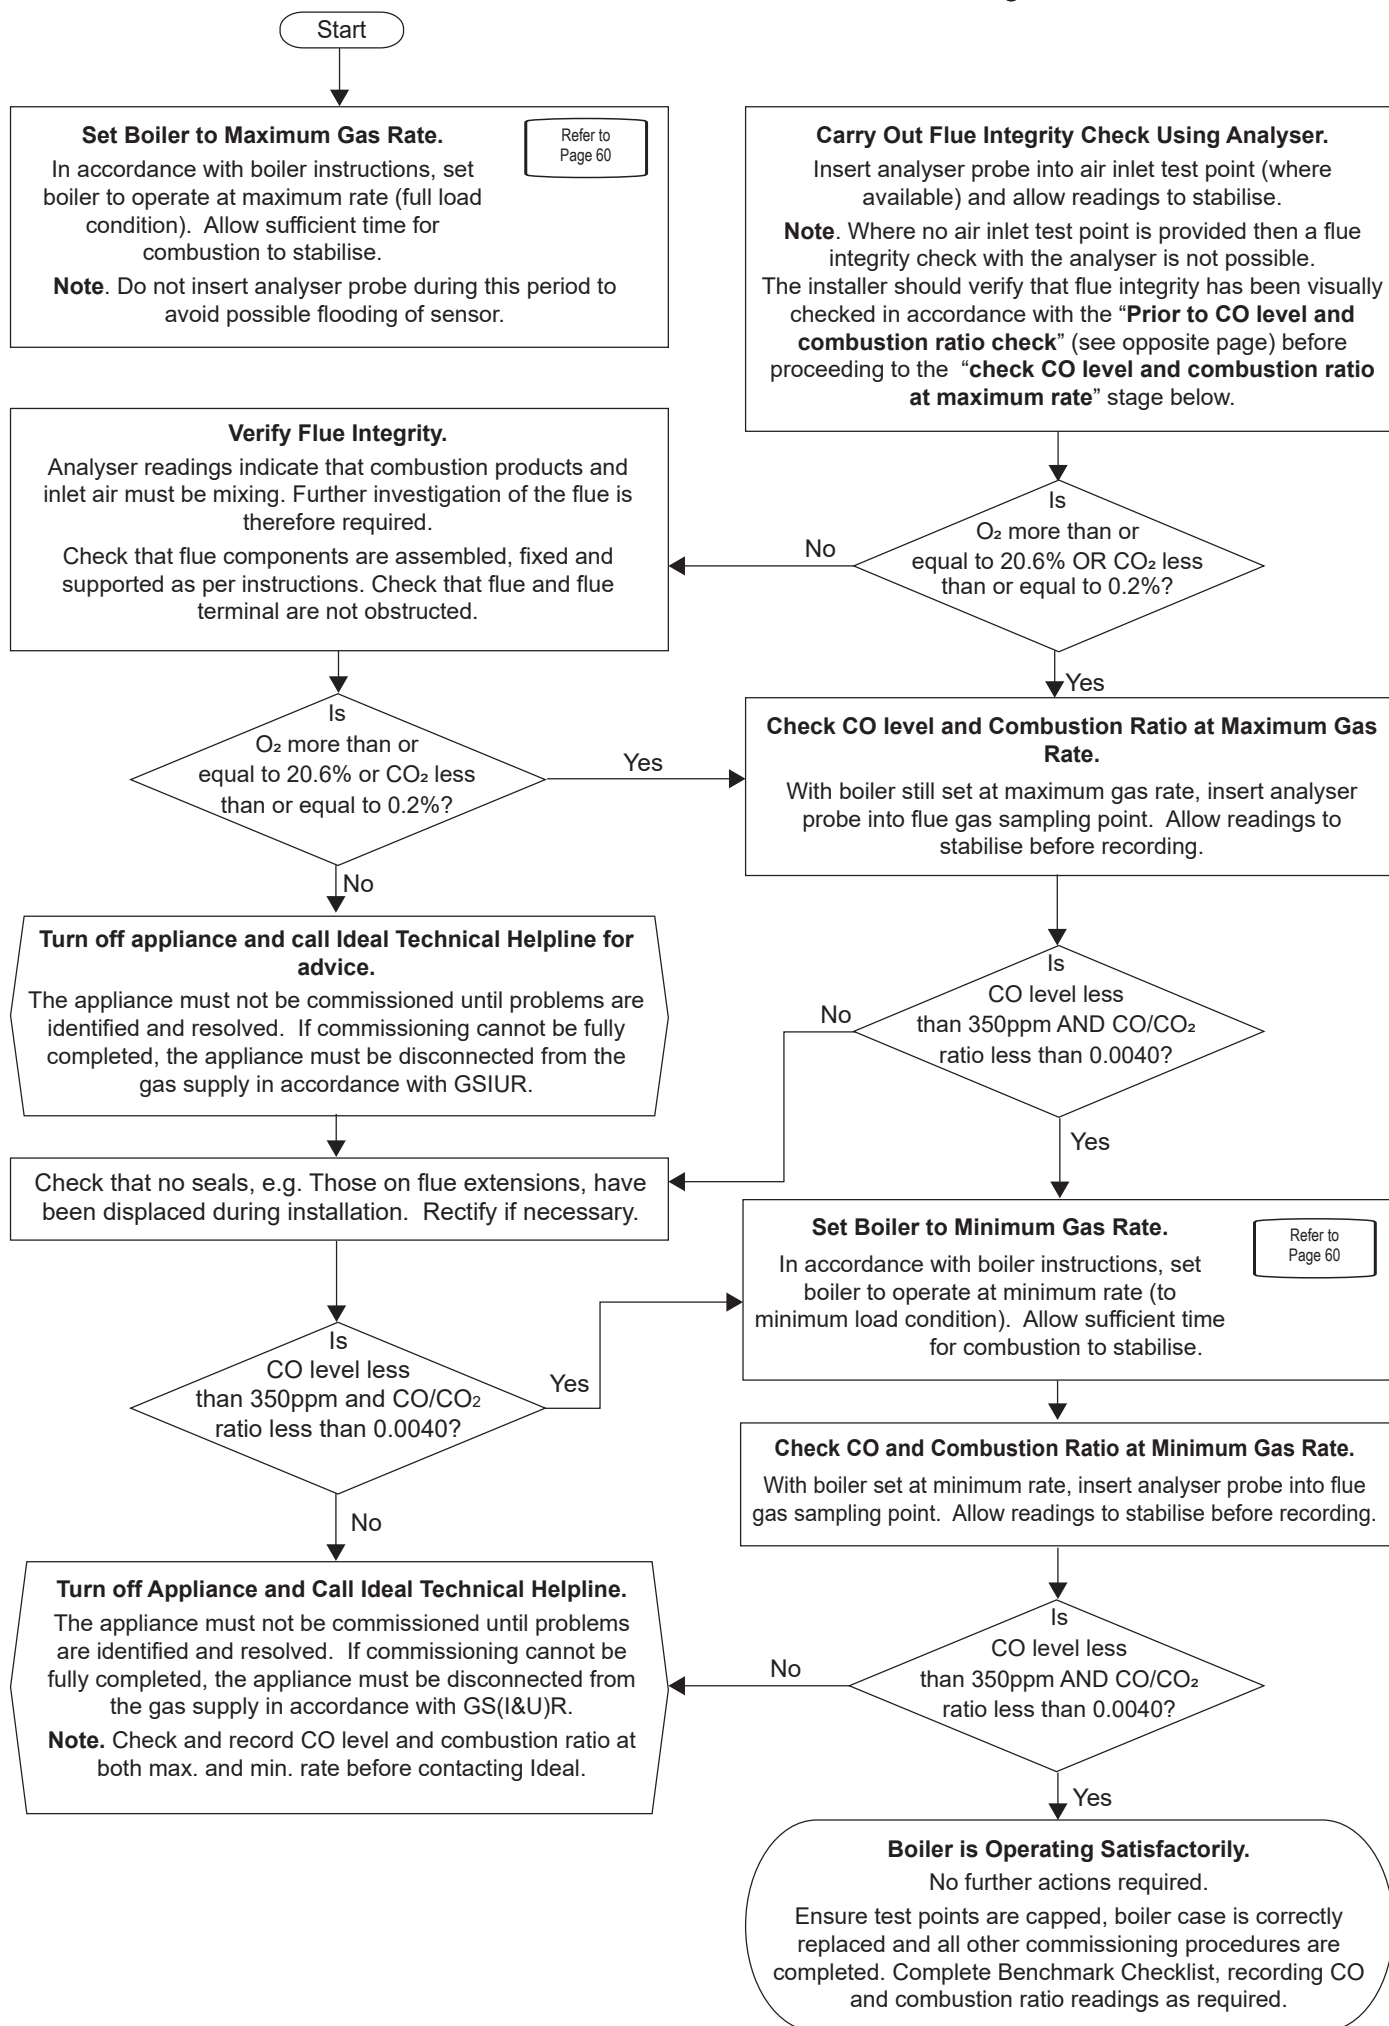 Start
Set Boiler to Maximum Gas Rate.
Refer to
Page 60
In accordance with boiler instructions, set
boiler to operate at maximum rate (full load
condition).  Allow sufficient time for
combustion to stabilise.
Note. Do not insert analyser probe during this period to
avoid possible flooding of sensor.
Carry Out Flue Integrity Check Using Analyser.
Insert analyser probe into air inlet test point (where
available) and allow readings to stabilise.
Note. Where no air inlet test point is provided then a flue
integrity check with the analyser is not possible.
The installer should verify that flue integrity has been visually
checked in accordance with the “Prior to CO level and
combustion ratio check” (see opposite page) before
proceeding to the  “check CO level and combustion ratio
at maximum rate” stage below.
Is
O₂ more than or
equal to 20.6% OR CO₂ less
than or equal to 0.2%?
No
Yes
Verify Flue Integrity.
Analyser readings indicate that combustion products and
inlet air must be mixing. Further investigation of the flue is
therefore required.
Check that flue components are assembled, fixed and
supported as per instructions. Check that flue and flue
terminal are not obstructed.
Is
O₂ more than or
equal to 20.6% or CO₂ less
than or equal to 0.2%?
Yes
No
Check CO level and Combustion Ratio at Maximum Gas
Rate.
With boiler still set at maximum gas rate, insert analyser
probe into flue gas sampling point.  Allow readings to
stabilise before recording.
Turn off appliance and call Ideal Technical Helpline for
advice.
The appliance must not be commissioned until problems are
identified and resolved.  If commissioning cannot be fully
completed, the appliance must be disconnected from the
gas supply in accordance with GSIUR.
Is
CO level less
than 350ppm AND CO/CO₂
ratio less than 0.0040?
No
Yes
Check that no seals, e.g. Those on flue extensions, have
been displaced during installation.  Rectify if necessary.
Set Boiler to Minimum Gas Rate.
Refer to
Page 60
In accordance with boiler instructions, set
boiler to operate at minimum rate (to
minimum load condition).  Allow sufficient time
for combustion to stabilise.
Is
CO level less
than 350ppm and CO/CO₂
ratio less than 0.0040?
Yes
No
Check CO and Combustion Ratio at Minimum Gas Rate.
With boiler set at minimum rate, insert analyser probe into flue
gas sampling point.  Allow readings to stabilise before recording.
Turn off Appliance and Call Ideal Technical Helpline.
The appliance must not be commissioned until problems
are identified and resolved.  If commissioning cannot be
fully completed, the appliance must be disconnected from
the gas supply in accordance with GS(I&U)R.
Note. Check and record CO level and combustion ratio at
both max. and min. rate before contacting Ideal.
Is
CO level less
than 350ppm AND CO/CO₂
ratio less than 0.0040?
No
Yes
Boiler is Operating Satisfactorily.
No further actions required.
Ensure test points are capped, boiler case is correctly
replaced and all other commissioning procedures are
completed. Complete Benchmark Checklist, recording CO
and combustion ratio readings as required.